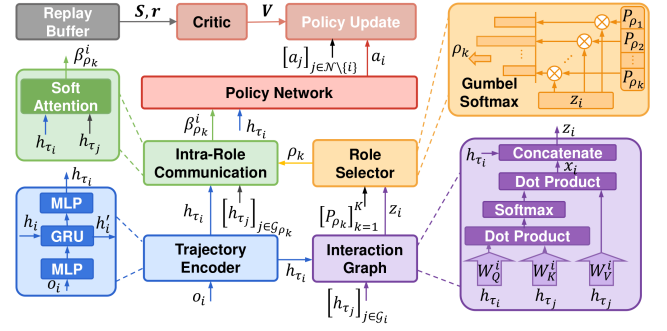 Replay Buffer
S, r
Critic
V
Policy Update
[a_j]_{j∈𝒩\{i}}
a_i
Policy Network
β^i_{ρ_k}
h_{τ_i}
β^i_{ρ_k}
Soft Attention
h_{τ_i}
h_{τ_j}
Intra-Role Communication
ρ_k
Role Selector
h_{τ_i}
[h_{τ_j}]_{j∈𝒢_{ρ_k}}
[P_{ρ_k}]^K_{k=1}
z_i
h_{τ_i}
MLP
h_i
GRU
h'_i
MLP
o_i
Trajectory Encoder
h_{τ_i}
Interaction Graph
o_i
[h_{τ_j}]_{j∈𝒢_i}
P_{ρ_1}
P_{ρ_2}
P_{ρ_k}
ρ_k
Gumbel Softmax
z_i
z_i
h_{τ_i}
Concatenate
x_i
Dot Product
Softmax
Dot Product
W^i_Q
W^i_K
W^i_V
h_{τ_i}
h_{τ_j}
h_{τ_j}